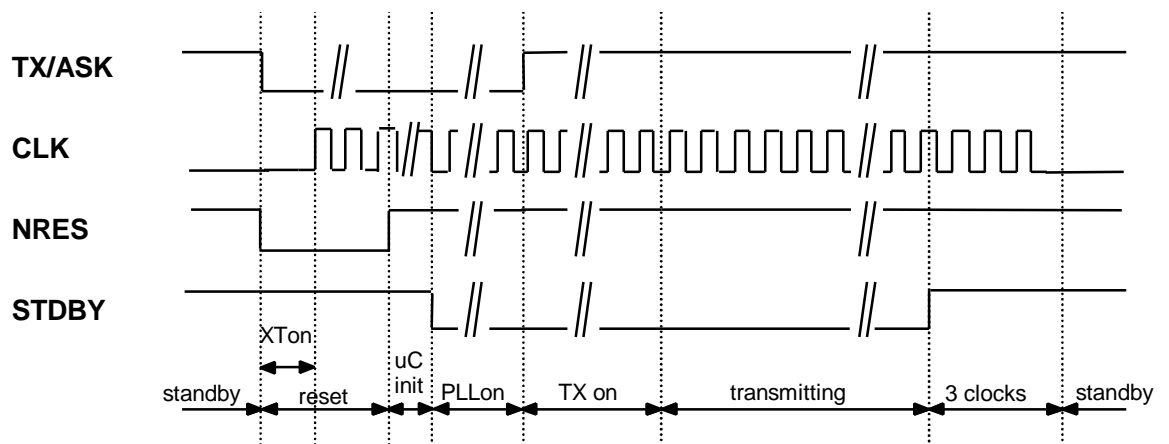 TX/ASK
CLK
NRES
STDBY
XTon
uC
init
standby
reset
PLLon
TX on
transmitting
3 clocks
standby